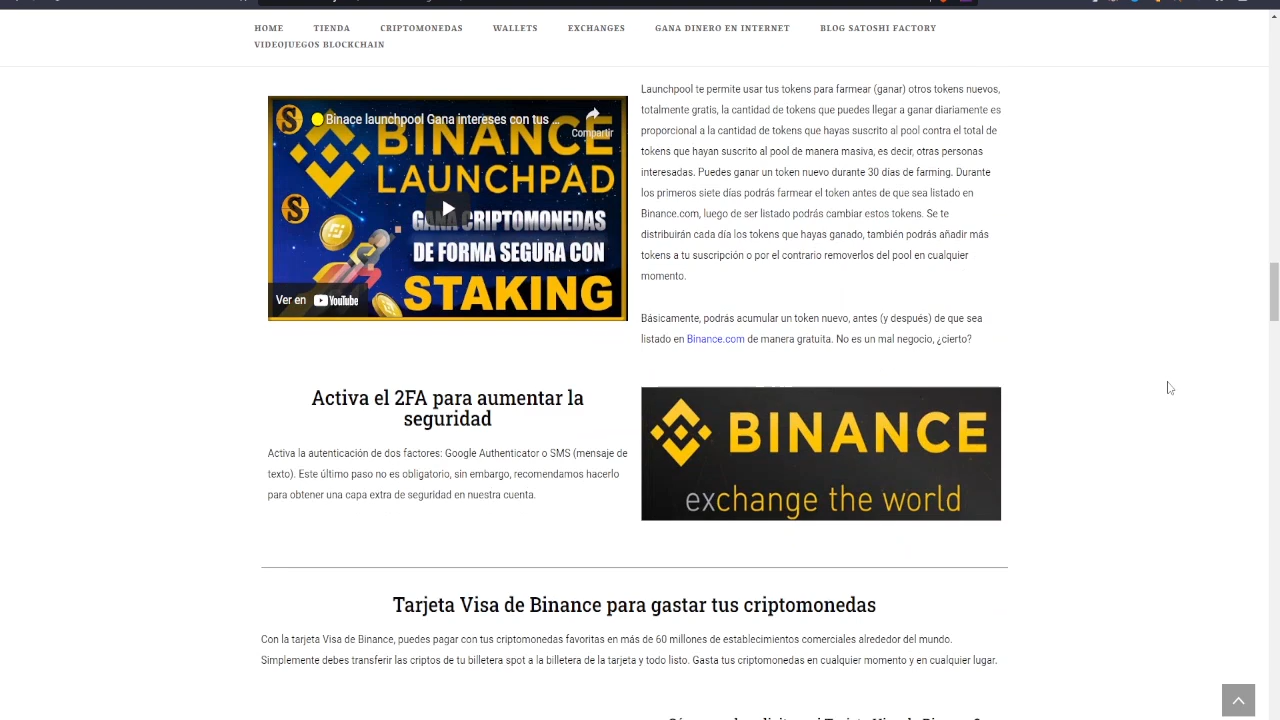 HOME TIENDA CRIPTOMONEDAS WALLETS EXCHANGES GANA DINERO EN INTERNET BLOG SATOSHI FACTORY
VIDEOJUEGOS BLOCKCHAIN
Binace launchpool Gana intereses con tus ...
Compartir
BINANCE
LAUNCHPAD
GANA CRIPTOMONEDAS
DE FORMA SEGURA CON
STAKING
Ver en YouTube
Launchpool te permite usar tus tokens para farmear (ganar) otros tokens nuevos,
totalmente gratis, la cantidad de tokens que puedes llegar a ganar diariamente es
proporcional a la cantidad de tokens que hayas suscrito al pool contra el total de
tokens que hayan suscrito al pool de manera masiva, es decir, otras personas
interesadas. Puedes ganar un token nuevo durante 30 días de farming. Durante
los primeros siete días podrás farmear el token antes de que sea listado en
Binance.com, luego de ser listado podrás cambiar estos tokens. Se te
distribuirán cada día los tokens que hayas ganado, también podrás añadir más
tokens a tu suscripción o por el contrario removerlos del pool en cualquier
momento.
Básicamente, podrás acumular un token nuevo, antes (y después) de que sea
listado en Binance.com de manera gratuita. No es un mal negocio, ¿cierto?
Activa el 2FA para aumentar la
seguridad
Activa la autenticación de dos factores: Google Authenticator o SMS (mensaje de
texto). Este último paso no es obligatorio, sin embargo, recomendamos hacerlo
para obtener una capa extra de seguridad en nuestra cuenta.
BINANCE
exchange the world
Tarjeta Visa de Binance para gastar tus criptomonedas
Con la tarjeta Visa de Binance, puedes pagar con tus criptomonedas favoritas en más de 60 millones de establecimientos comerciales alrededor del mundo.
Simplemente debes transferir las criptos de tu billetera spot a la billetera de la tarjeta y todo listo. Gasta tus criptomonedas en cualquier momento y en cualquier lugar.